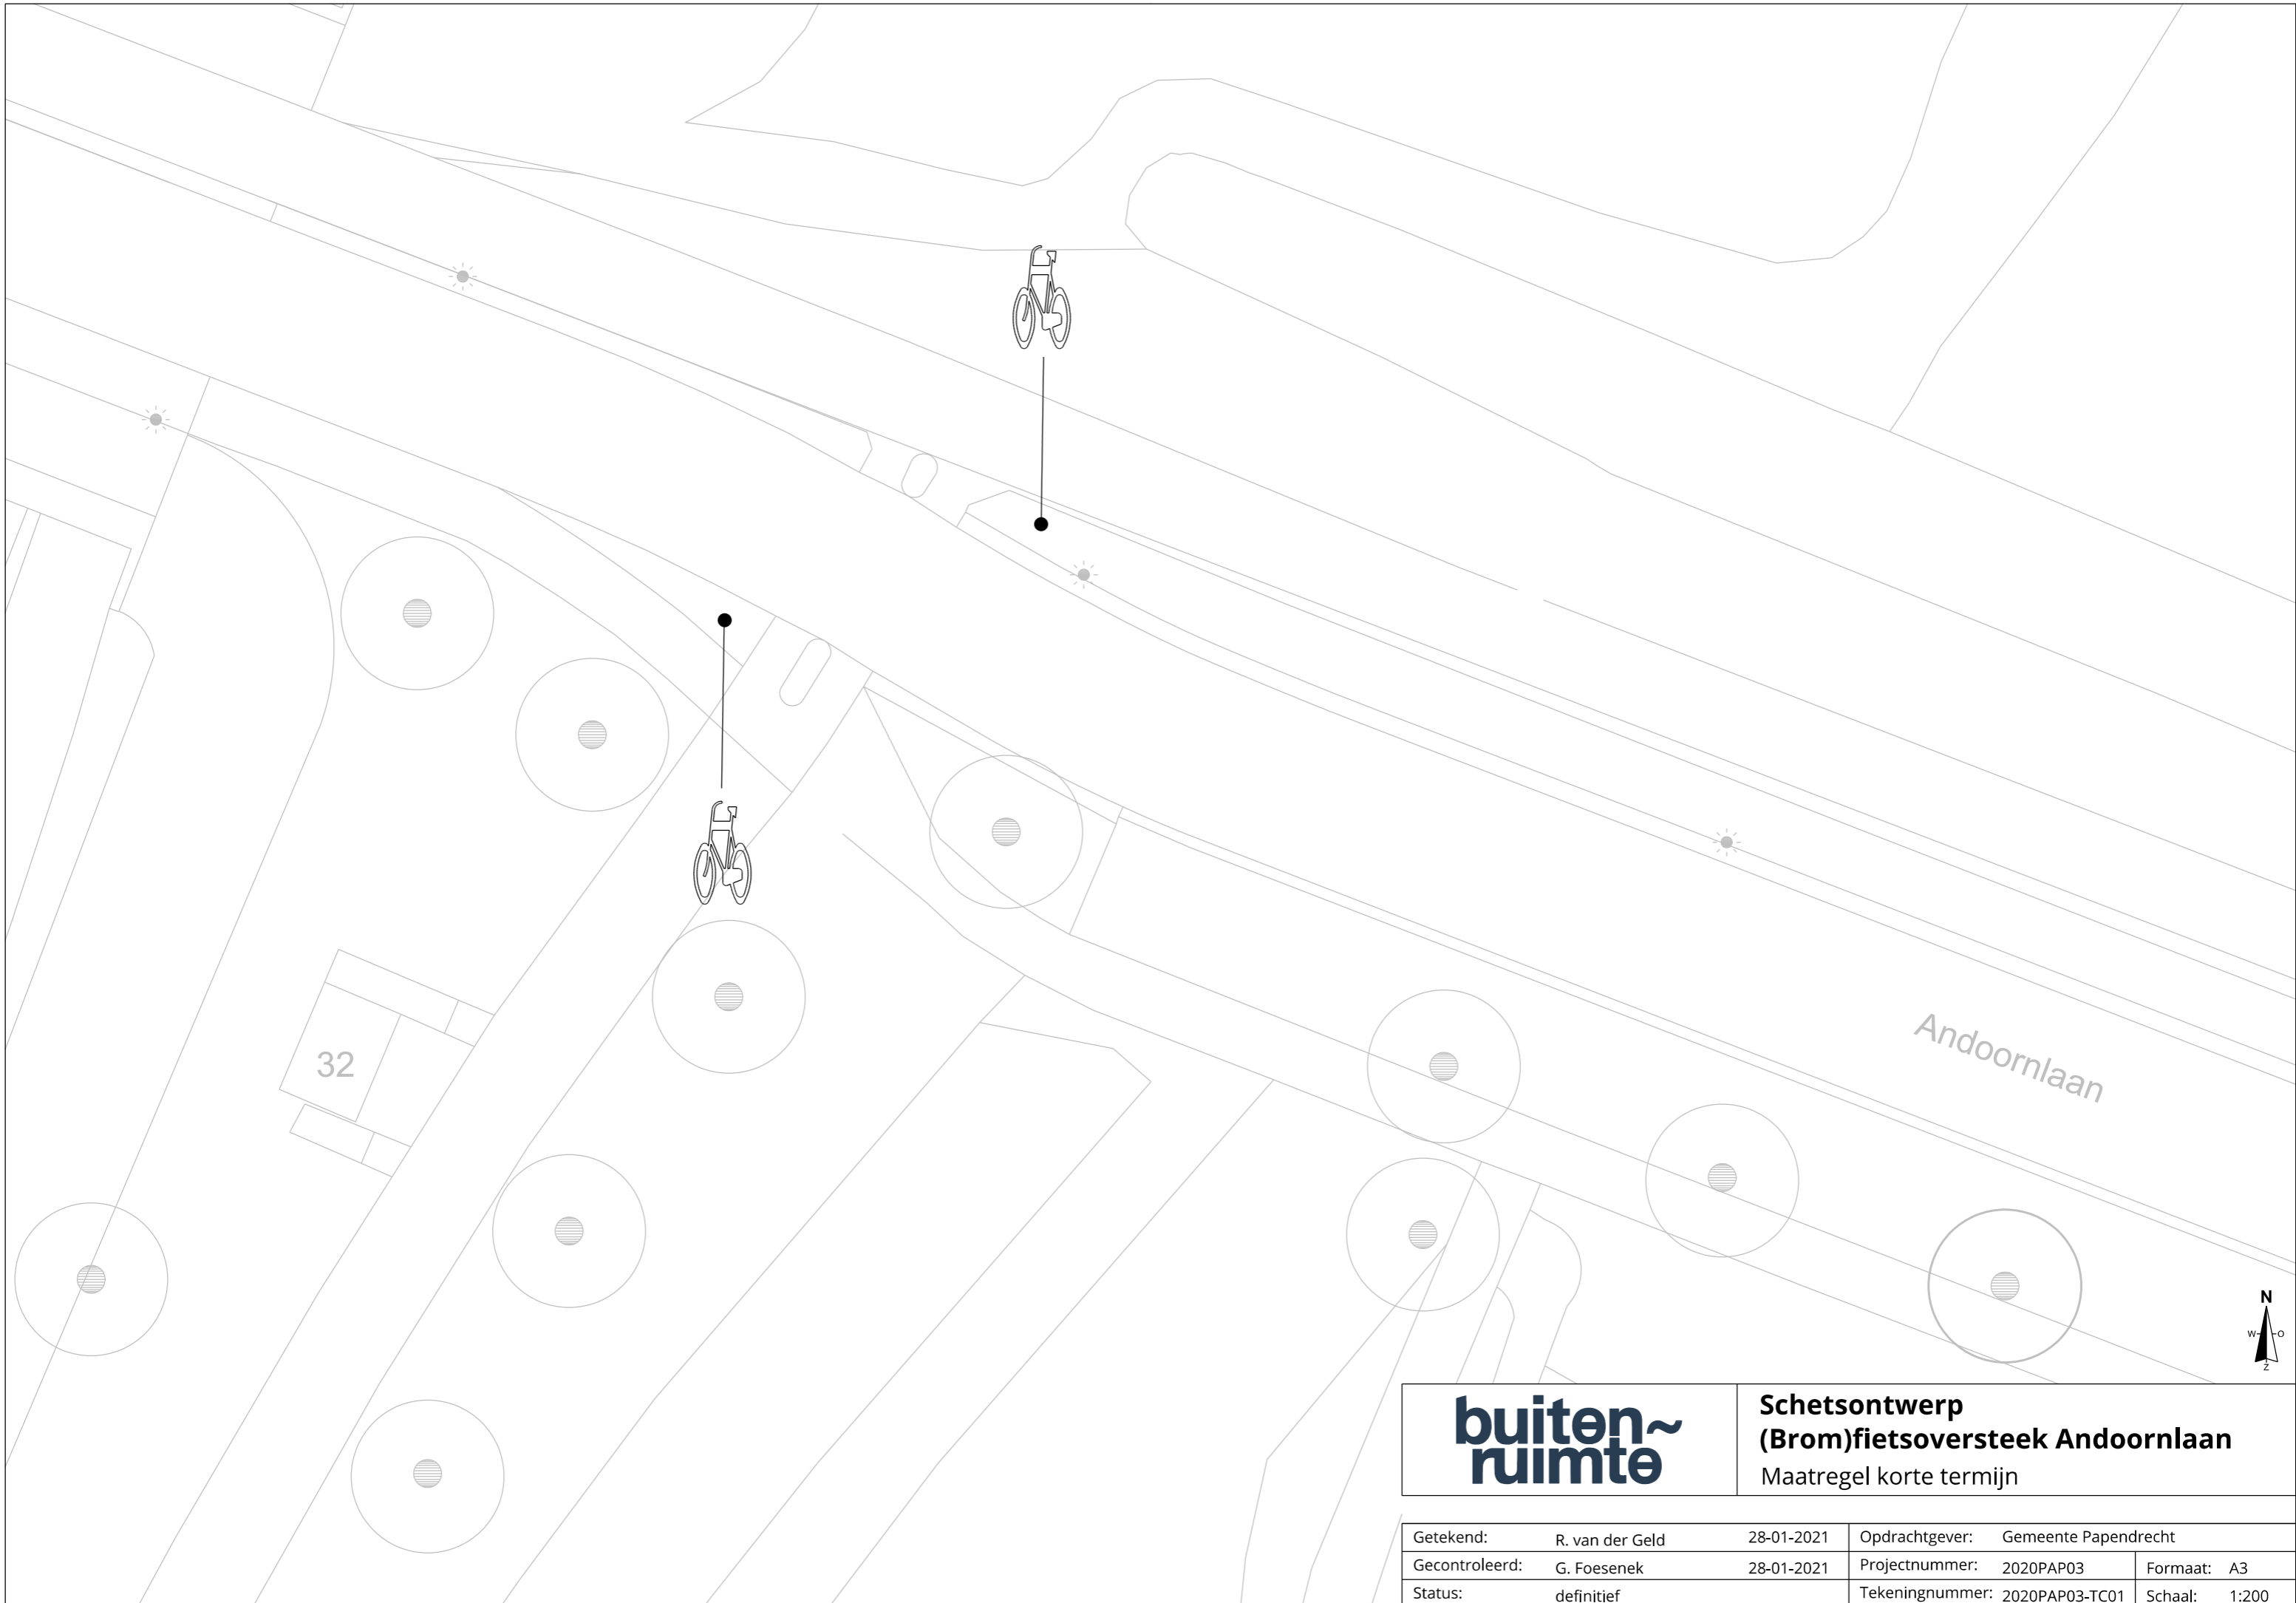 32
Andoornlaan
N
W O
Z
buiten~
ruimte
Schetsontwerp
(Brom)fietsoversteek Andoornlaan
Maatregel korte termijn
Getekend: R. van der Geld 28-01-2021 Opdrachtgever: Gemeente Papendrecht
Gecontroleerd: G. Foesenek 28-01-2021 Projectnummer: 2020PAP03 Formaat: A3
Status: definitief Tekeningnummer: 2020PAP03-TC01 Schaal: 1:200